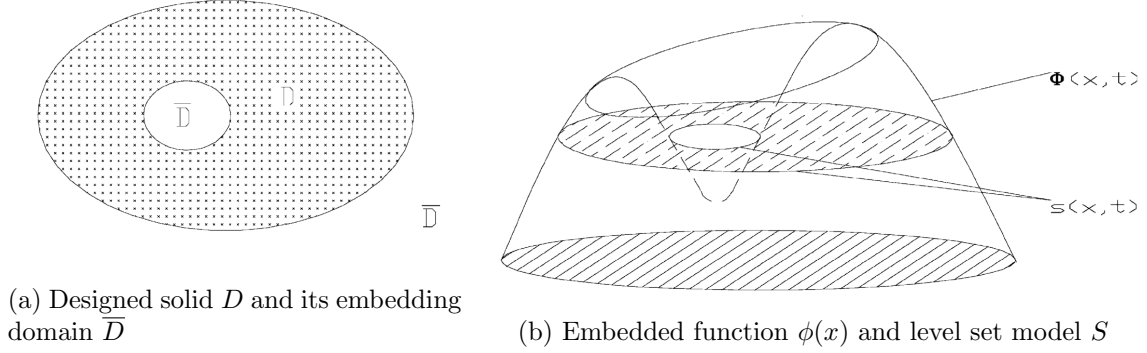 D̅
D
D̅
Φ(x,t)
s(x,t)
(a) Designed solid D and its embedding
domain D̅
(b) Embedded function ϕ(x) and level set model S